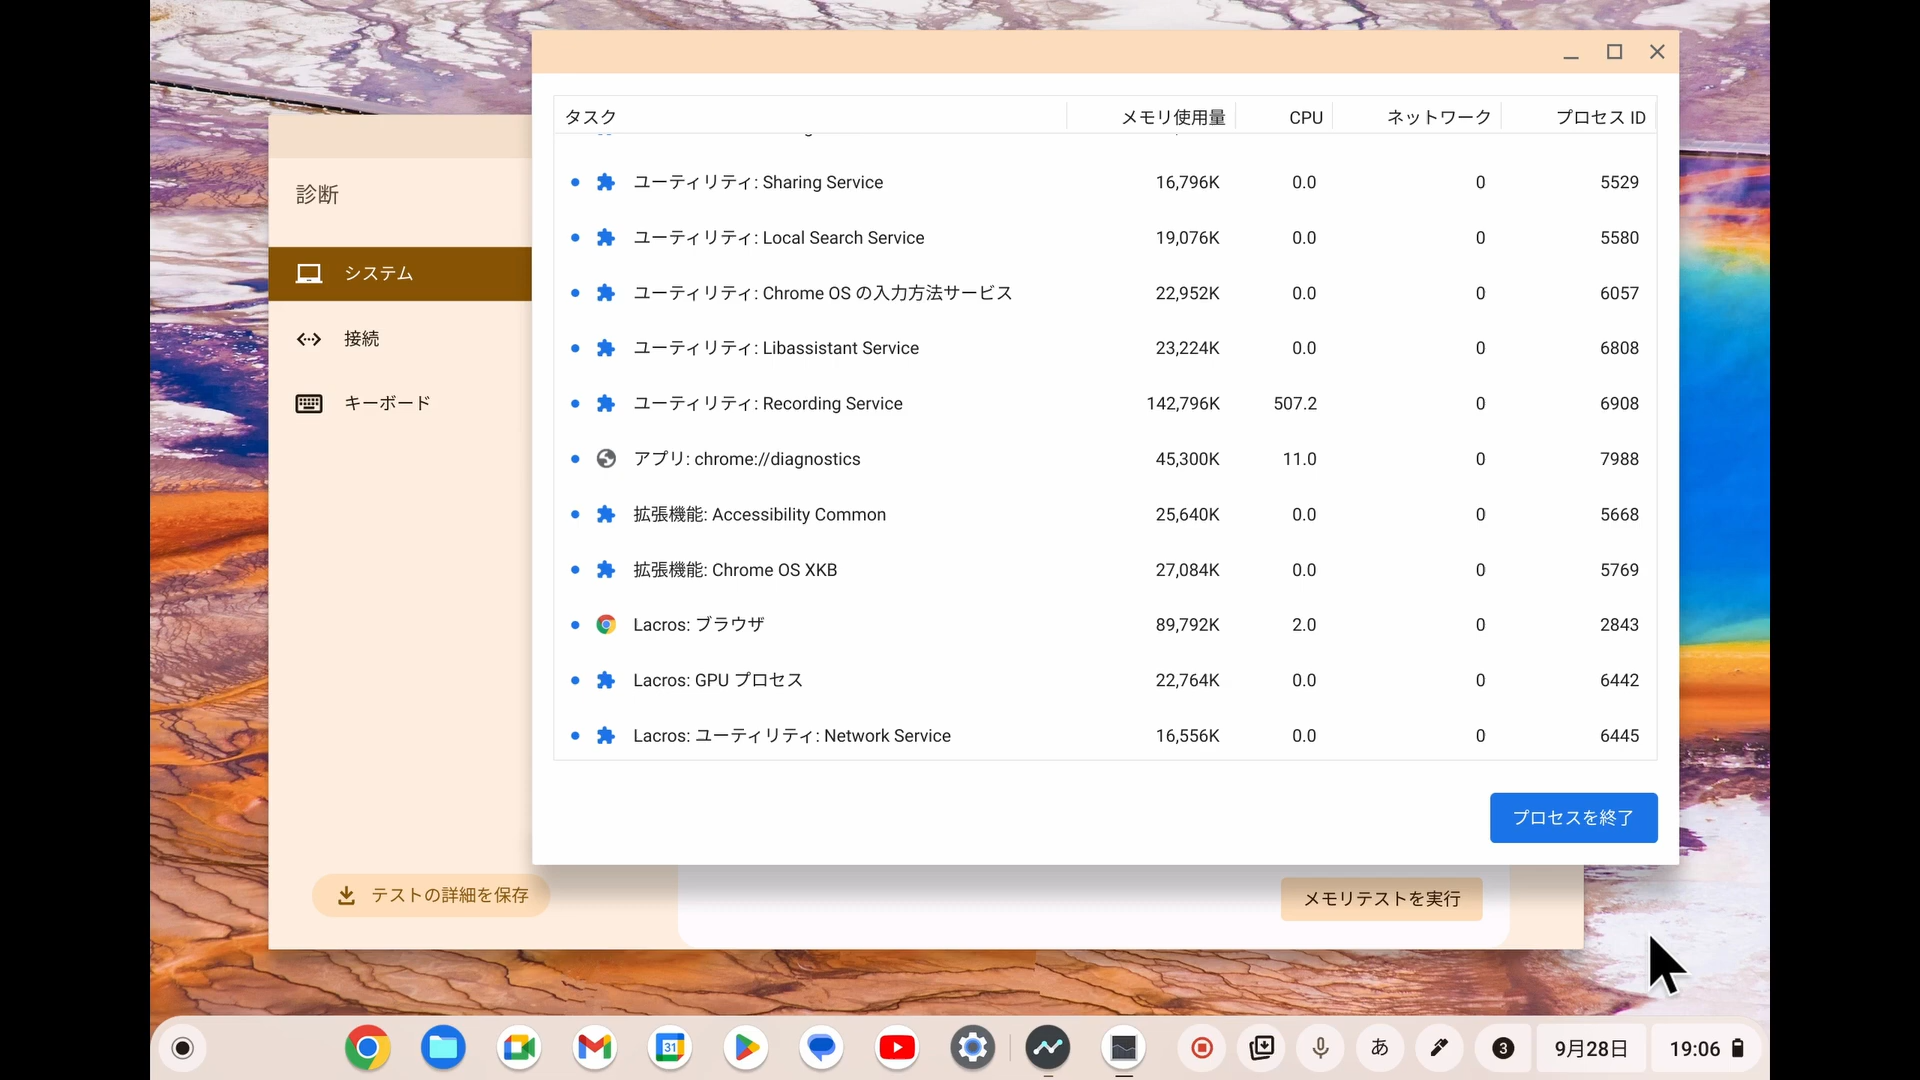 タスク メモリ使用量 CPU ネットワーク プロセス ID
ユーティリティ: Sharing Service 16,796K 0.0 0 5529
ユーティリティ: Local Search Service 19,076K 0.0 0 5580
ユーティリティ: Chrome OS の入力方法サービス 22,952K 0.0 0 6057
ユーティリティ: Libassistant Service 23,224K 0.0 0 6808
ユーティリティ: Recording Service 142,796K 507.2 0 6908
アプリ: chrome://diagnostics 45,300K 11.0 0 7988
拡張機能: Accessibility Common 25,640K 0.0 0 5668
拡張機能: Chrome OS XKB 27,084K 0.0 0 5769
Lacros: ブラウザ 89,792K 2.0 0 2843
Lacros: GPU プロセス 22,764K 0.0 0 6442
Lacros: ユーティリティ: Network Service 16,556K 0.0 0 6445
プロセスを終了
診断
システム
接続
キーボード
テストの詳細を保存
メモリテストを実行
31
あ
3
9月28日
19:06